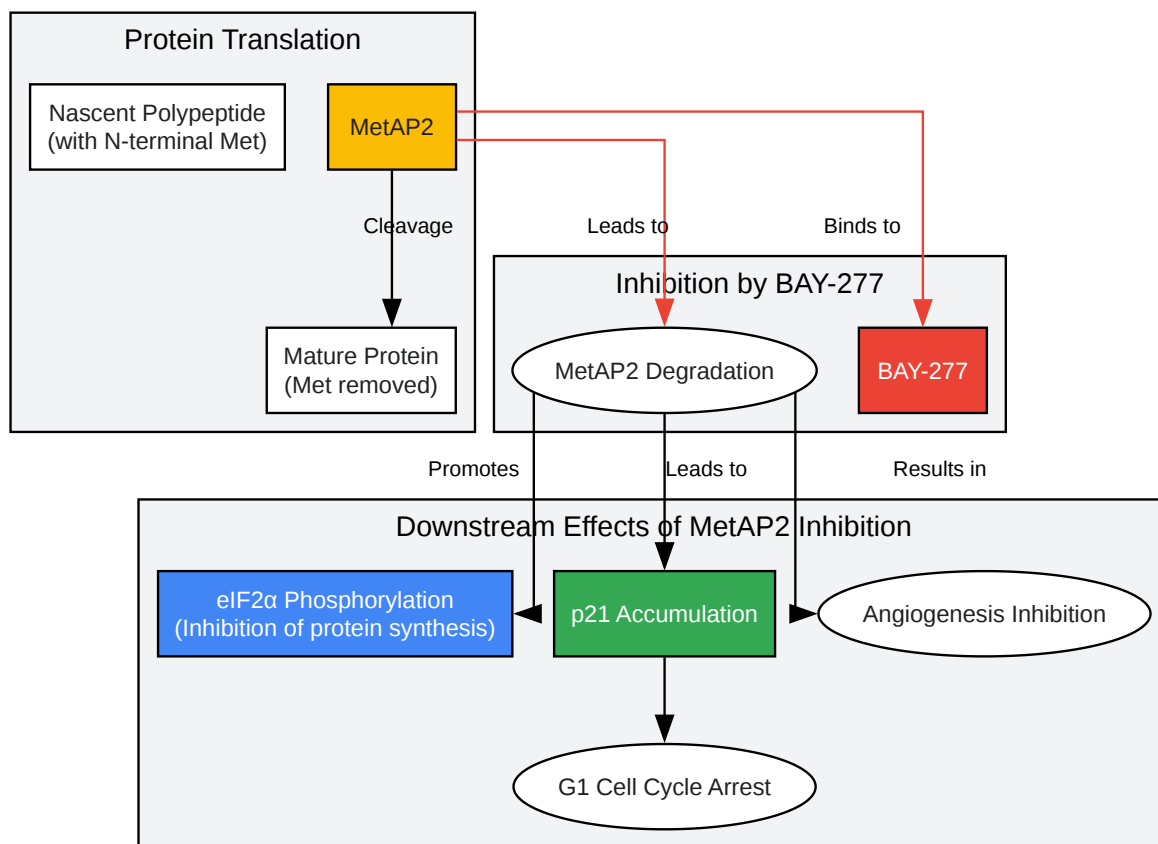 Protein Translation
Nascent Polypeptide
(with N-terminal Met)
MetAP2
Cleavage
Leads to
Binds to
Inhibition by BAY-277
Mature Protein
(Met removed)
MetAP2 Degradation
BAY-277
Promotes
Leads to
Results in
Downstream Effects of MetAP2 Inhibition
eIF2α Phosphorylation
(Inhibition of protein synthesis)
p21 Accumulation
Angiogenesis Inhibition
G1 Cell Cycle Arrest